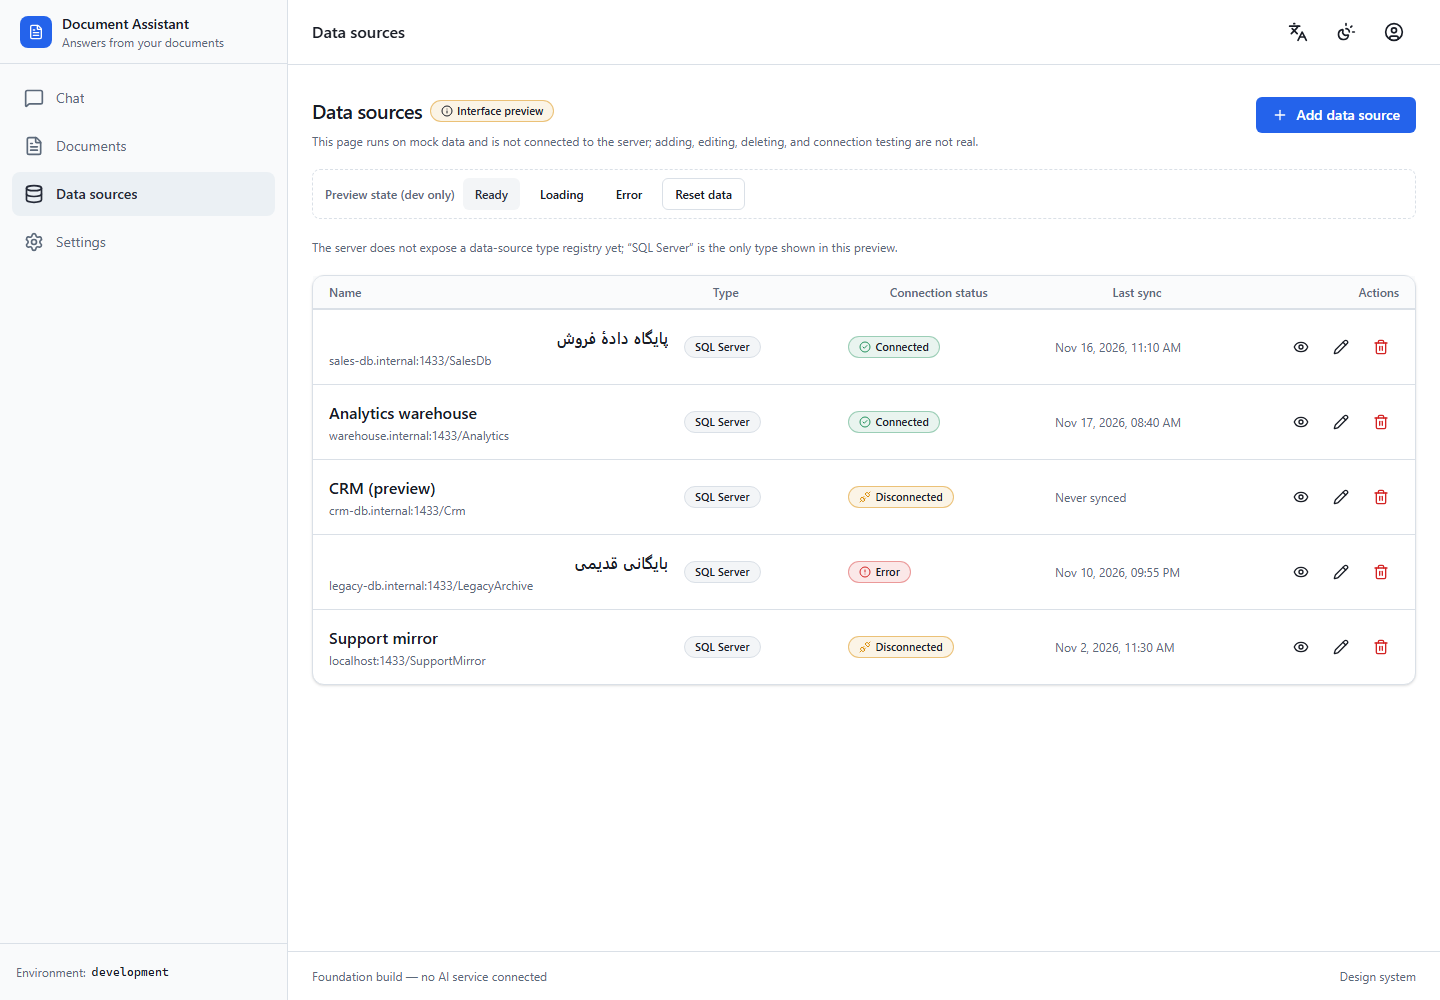 Document Assistant
Answers from your documents
Data sources
Chat
Documents
Data sources
Settings
Data sources
Interface preview
Add data source
This page runs on mock data and is not connected to the server; adding, editing, deleting, and connection testing are not real.
Preview state (dev only) Ready Loading Error Reset data
The server does not expose a data-source type registry yet; “SQL Server” is the only type shown in this preview.
Name Type Connection status Last sync Actions
پایگاه دادهٔ فروش
sales-db.internal:1433/SalesDb
SQL Server Connected Nov 16, 2026, 11:10 AM
Analytics warehouse
warehouse.internal:1433/Analytics
SQL Server Connected Nov 17, 2026, 08:40 AM
CRM (preview)
crm-db.internal:1433/Crm
SQL Server Disconnected Never synced
بایگانی قدیمی
legacy-db.internal:1433/LegacyArchive
SQL Server Error Nov 10, 2026, 09:55 PM
Support mirror
localhost:1433/SupportMirror
SQL Server Disconnected Nov 2, 2026, 11:30 AM
Environment: development
Foundation build — no AI service connected
Design system